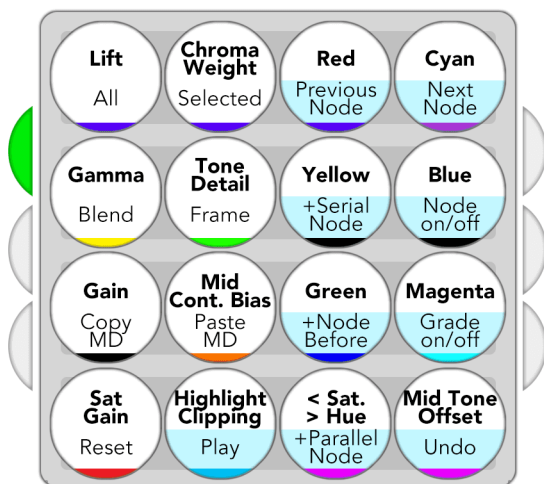 Lift
All
Chroma
Weight
Selected
Red
Previous
Node
Cyan
Next
Node
Gamma
Blend
Tone
Detail
Frame
Yellow
+Serial
Node
Blue
Node
on/off
Gain
Copy
MD
Mid
Cont. Bias
Paste
MD
Green
+Node
Before
Magenta
Grade
on/off
Sat
Gain
Reset
Highlight
Clipping
Play
< Sat.
> Hue
+Parallel
Node
Mid Tone
Offset
Undo